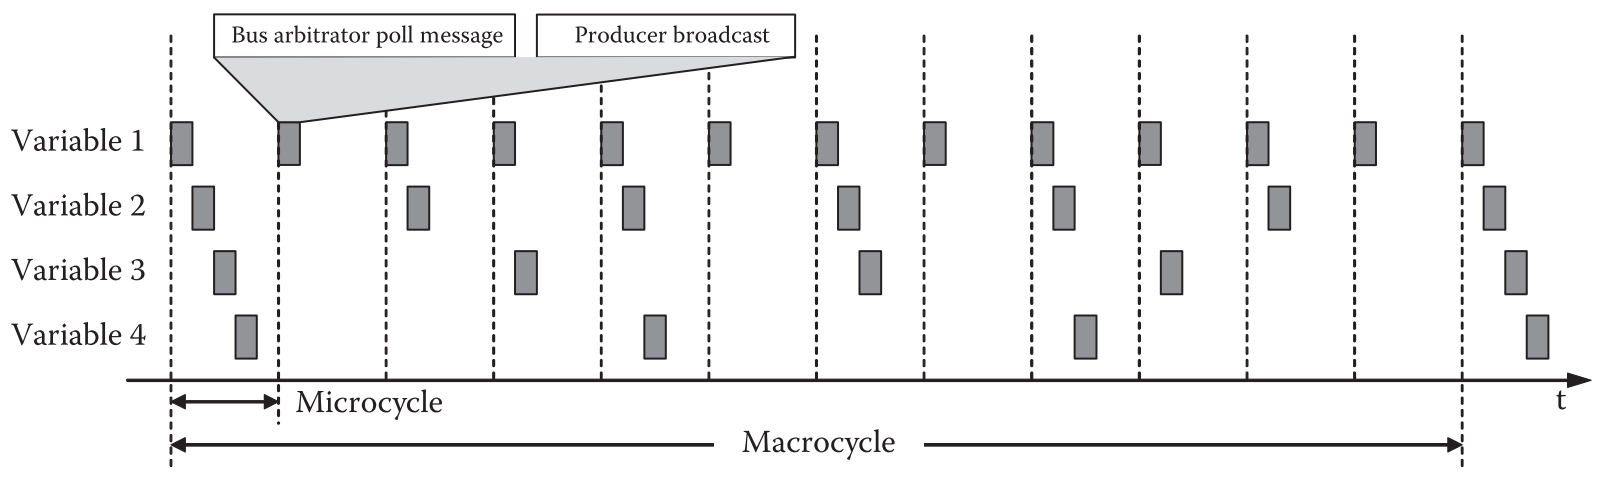 Bus arbitrator poll message
Producer broadcast
Variable 1
Variable 2
Variable 3
Variable 4
t
Microcycle
Macrocycle